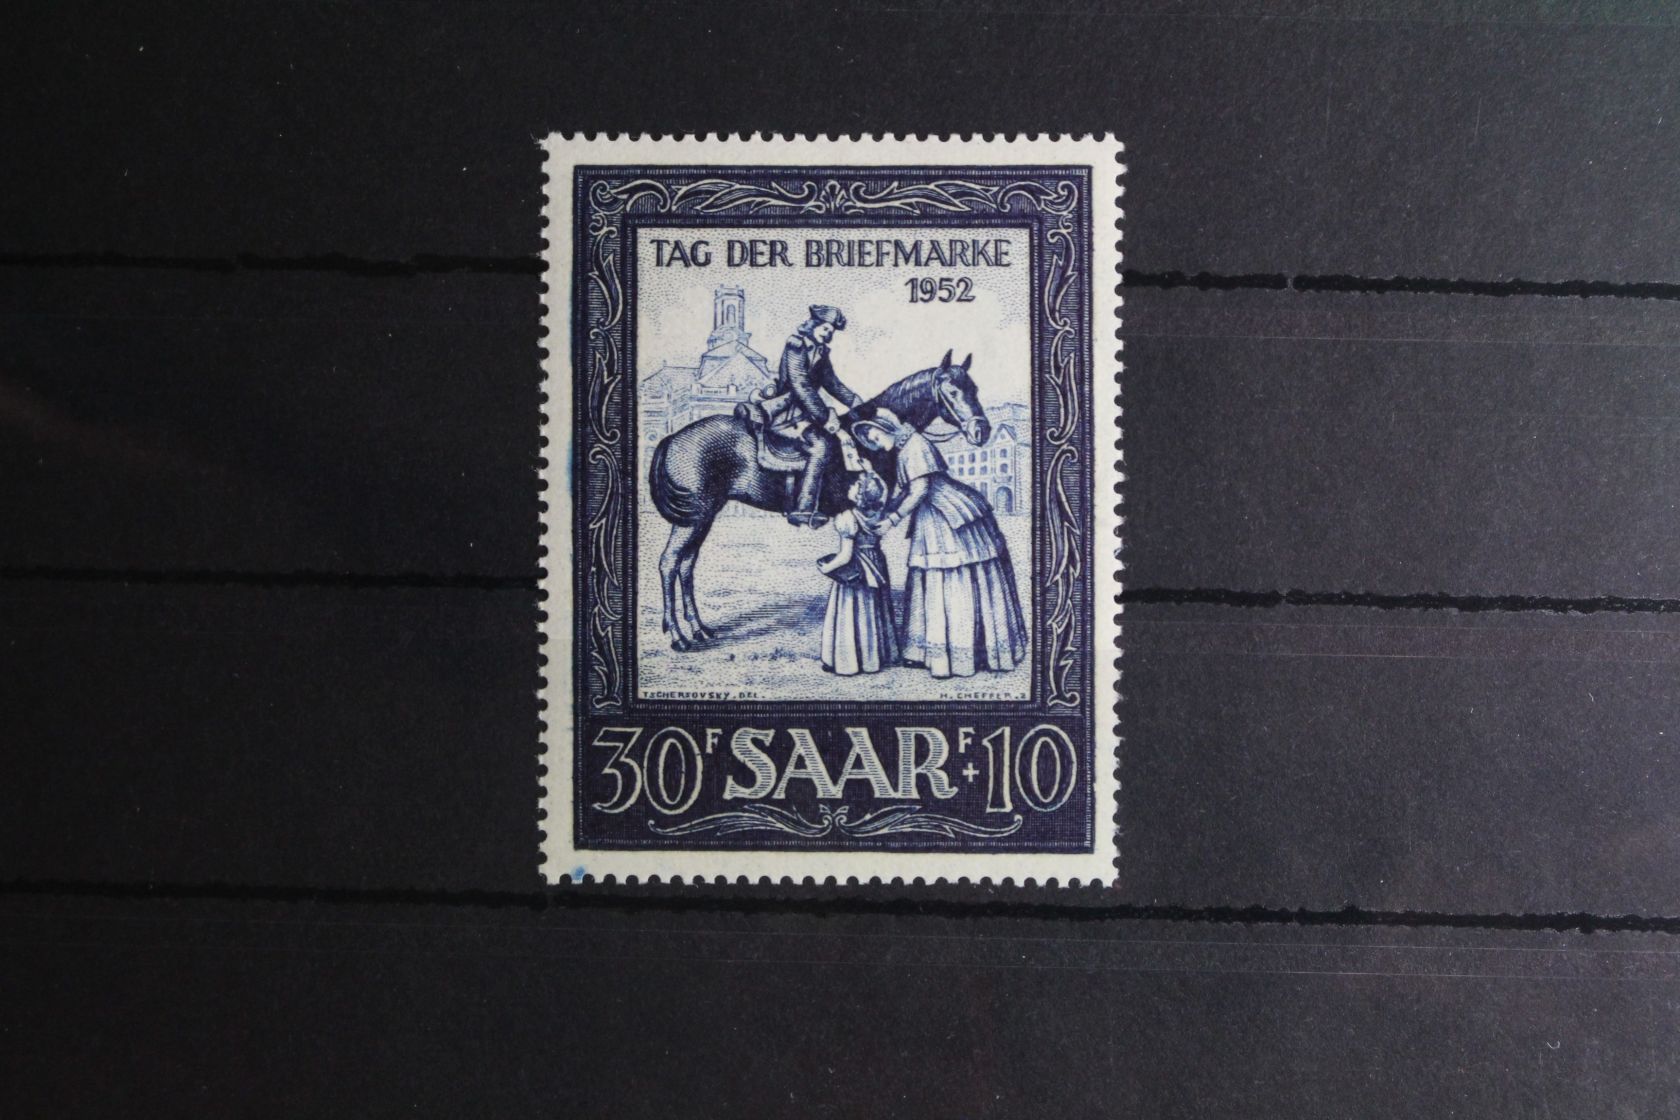 TAG DER BRIEFMARKE
1952
TSCHERSOVSKY.DEL. H. CHEFFER.S
30F SAAR F+10